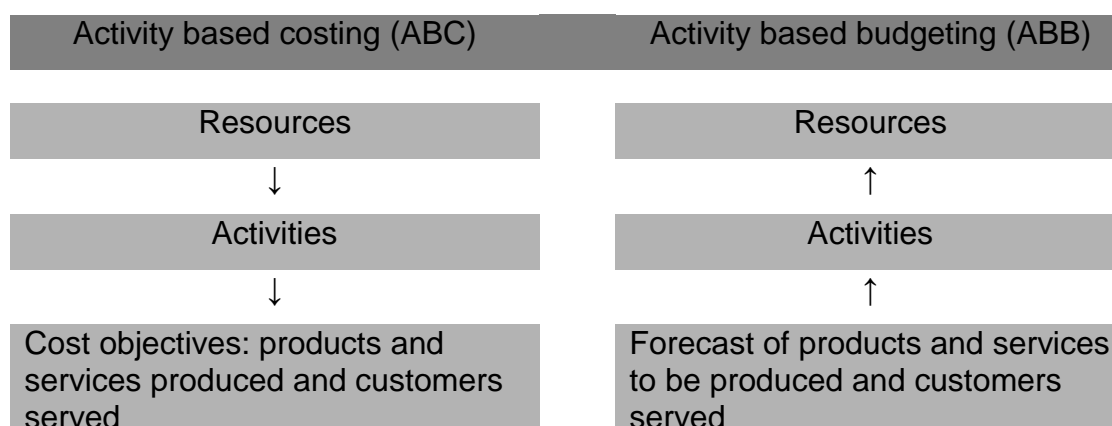 Activity based costing (ABC)
Activity based budgeting (ABB)
Resources
Resources
↓
↑
Activities
Activities
↓
↑
Cost objectives: products and
services produced and customers
served
Forecast of products and services
to be produced and customers
served